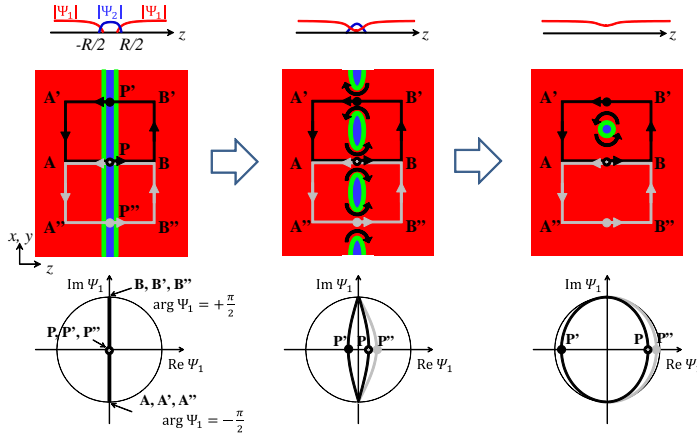 |Ψ₁| |Ψ₂| |Ψ₁|
-R/2 R/2 z
z
z
A' P' B'
A P B
A'' P'' B''
x, y
z
A' B'
A B
A'' B''
A' B'
A B
A'' B''
Im Ψ₁
B, B', B''
arg Ψ₁ = +π/2
P, P', P''
Re Ψ₁
A, A', A''
arg Ψ₁ = −π/2
Im Ψ₁
P' P P''
Re Ψ₁
Im Ψ₁
P' P P''
Re Ψ₁